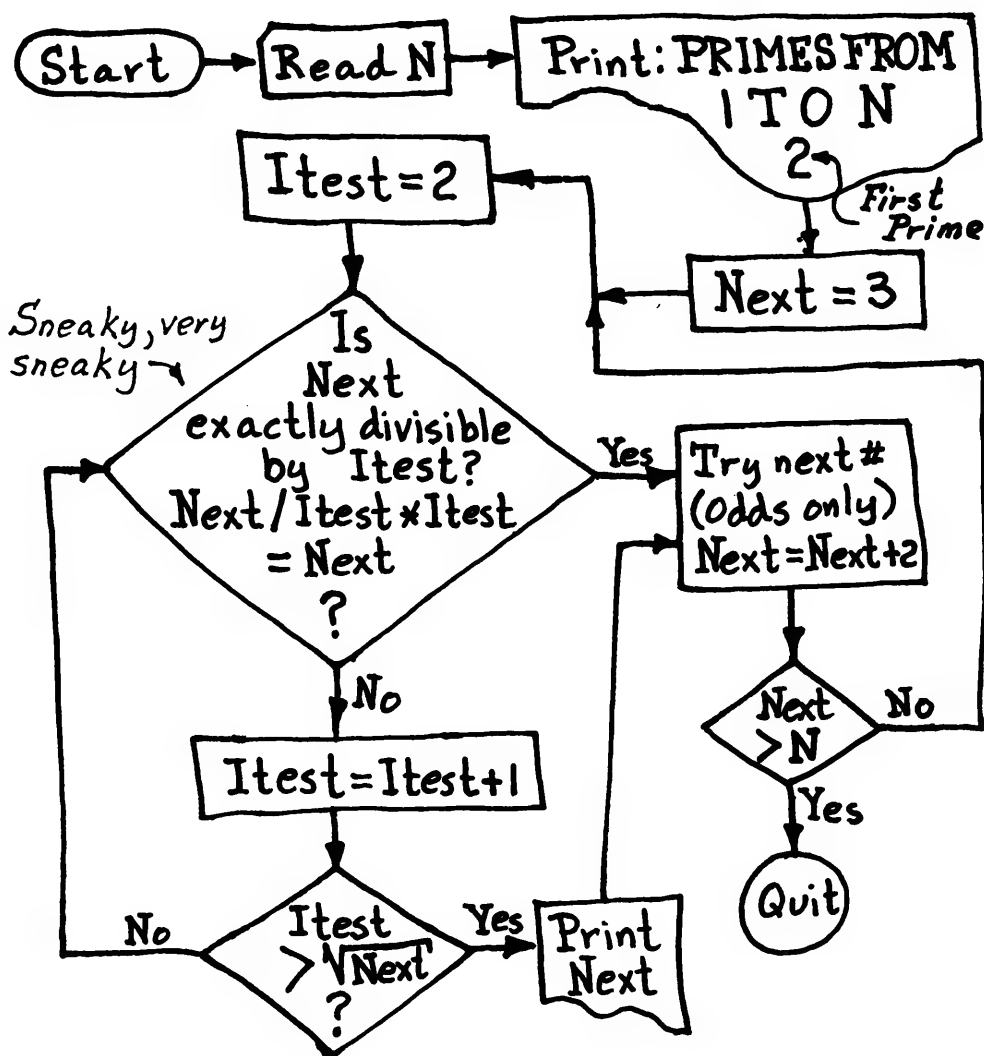 Start
Read N
Print: PRIMES FROM
1 TO N
2
First
Prime
Next = 3
Itest = 2
Sneaky, very
sneaky
Is
Next
exactly divisible
by Itest?
Next/Itest*Itest
= Next
?
Yes
Try next #
(odds only)
Next=Next+2
No
Itest=Itest+1
Next
> N
No
Yes
Quit
Itest
> √Next
?
No
Yes
Print
Next